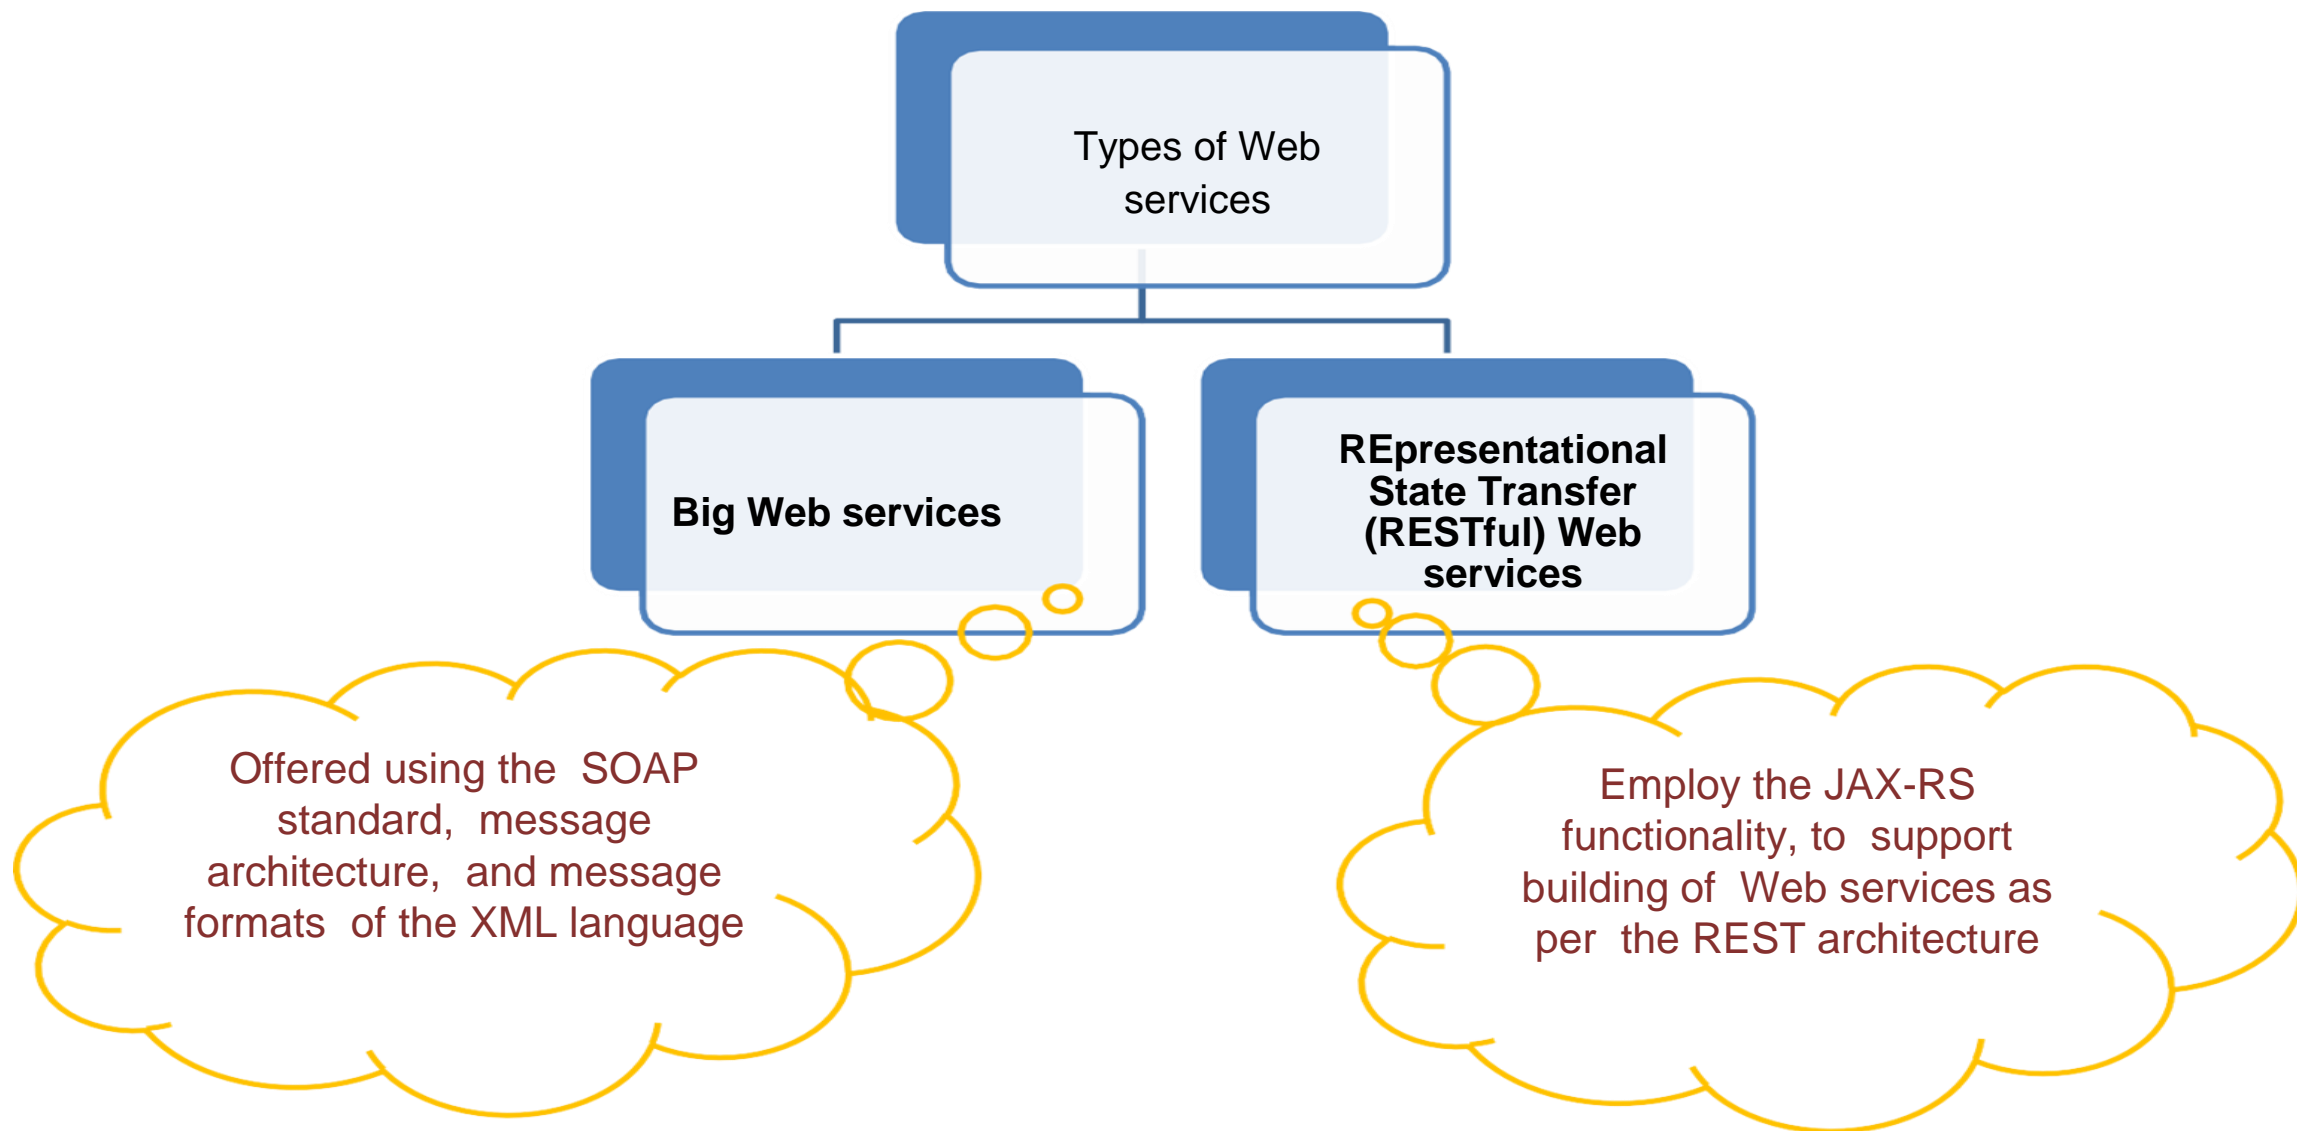 Types of Web
services
Big Web services
REpresentational
State Transfer
(RESTful) Web
services
Offered using the  SOAP
standard,  message
architecture,  and message
formats  of the XML language
Employ the JAX-RS
functionality, to  support
building of  Web services as
per  the REST architecture